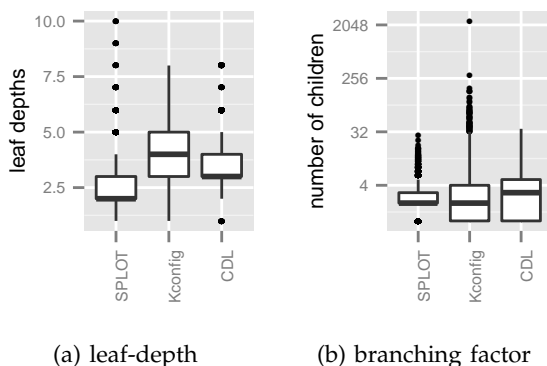 leaf depths
10.0
7.5
5.0
2.5
SPLOT
Kconfig
CDL
(a) leaf-depth
number of children
2048
256
32
4
SPLOT
Kconfig
CDL
(b) branching factor